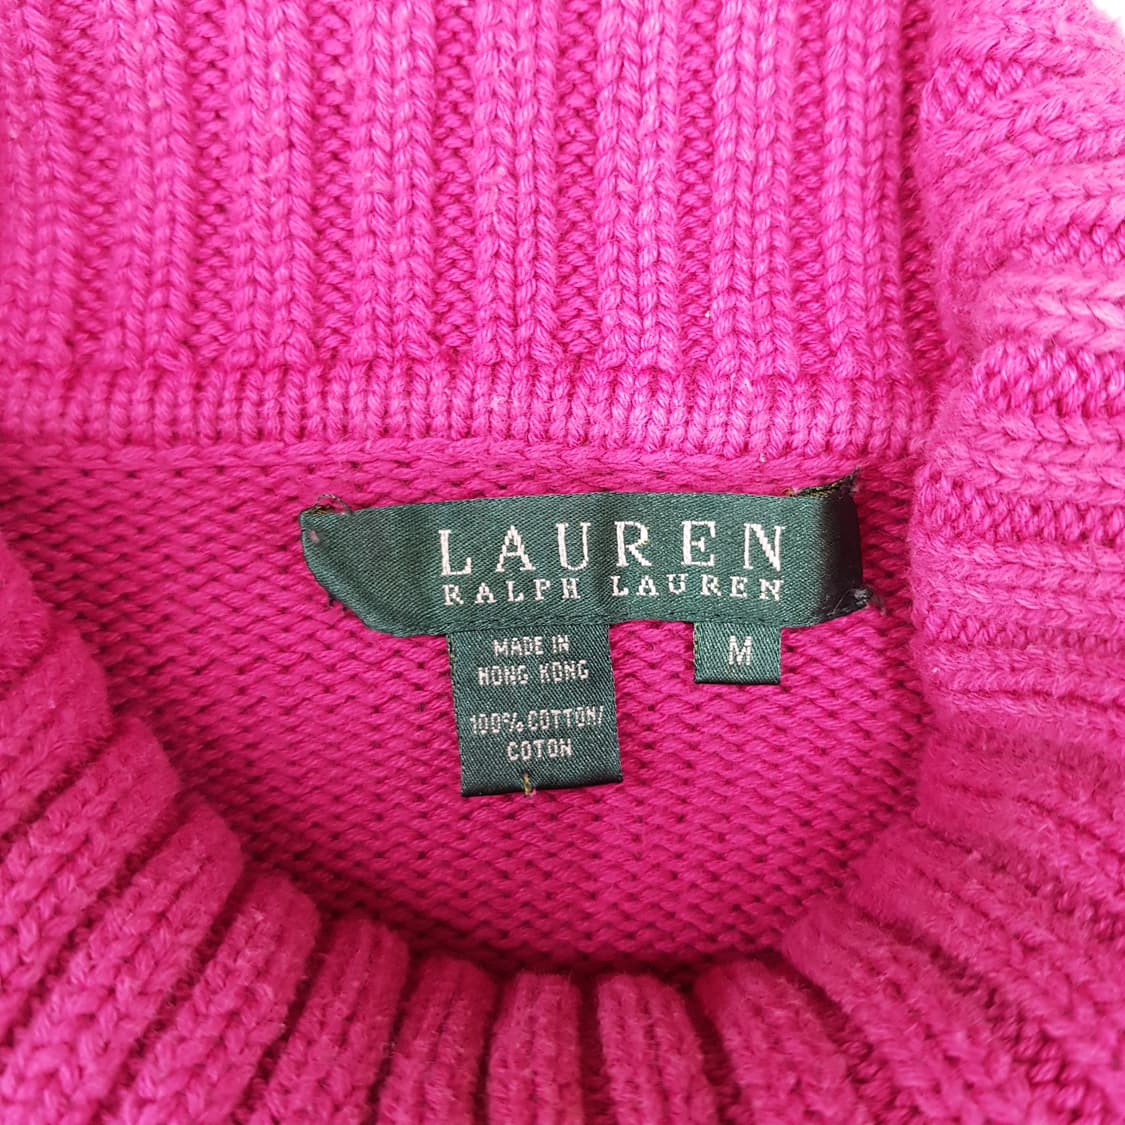 LAUREN
RALPH LAUREN
MADE IN
HONG KONG
100% COTTON/
COTON
M